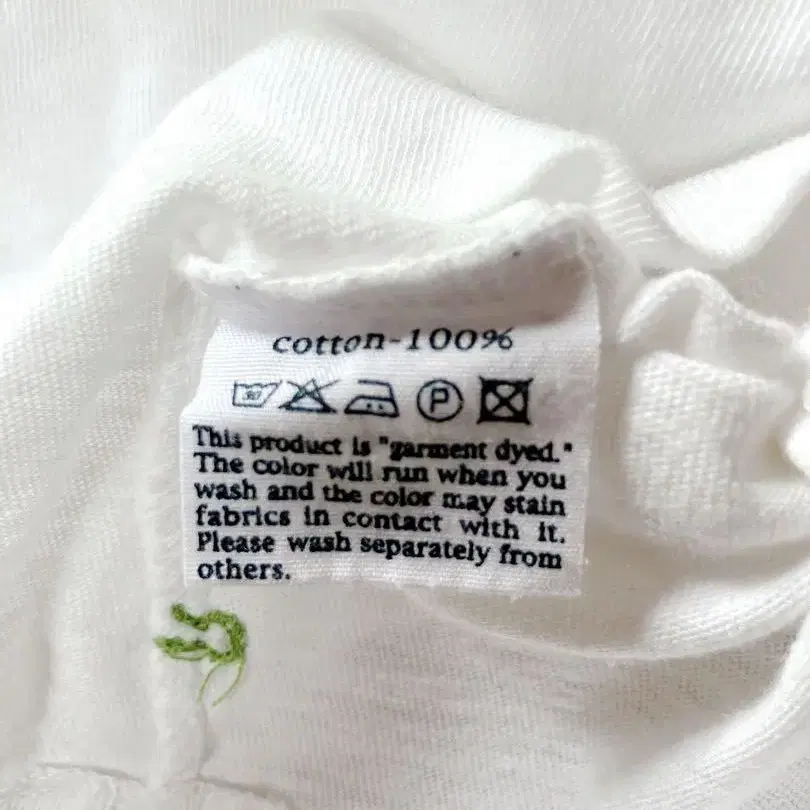 cotton-100%
30
P
This product is "garment dyed."
The color will run when you
wash and the color may stain
fabrics in contact with it.
Please wash separately from
others.